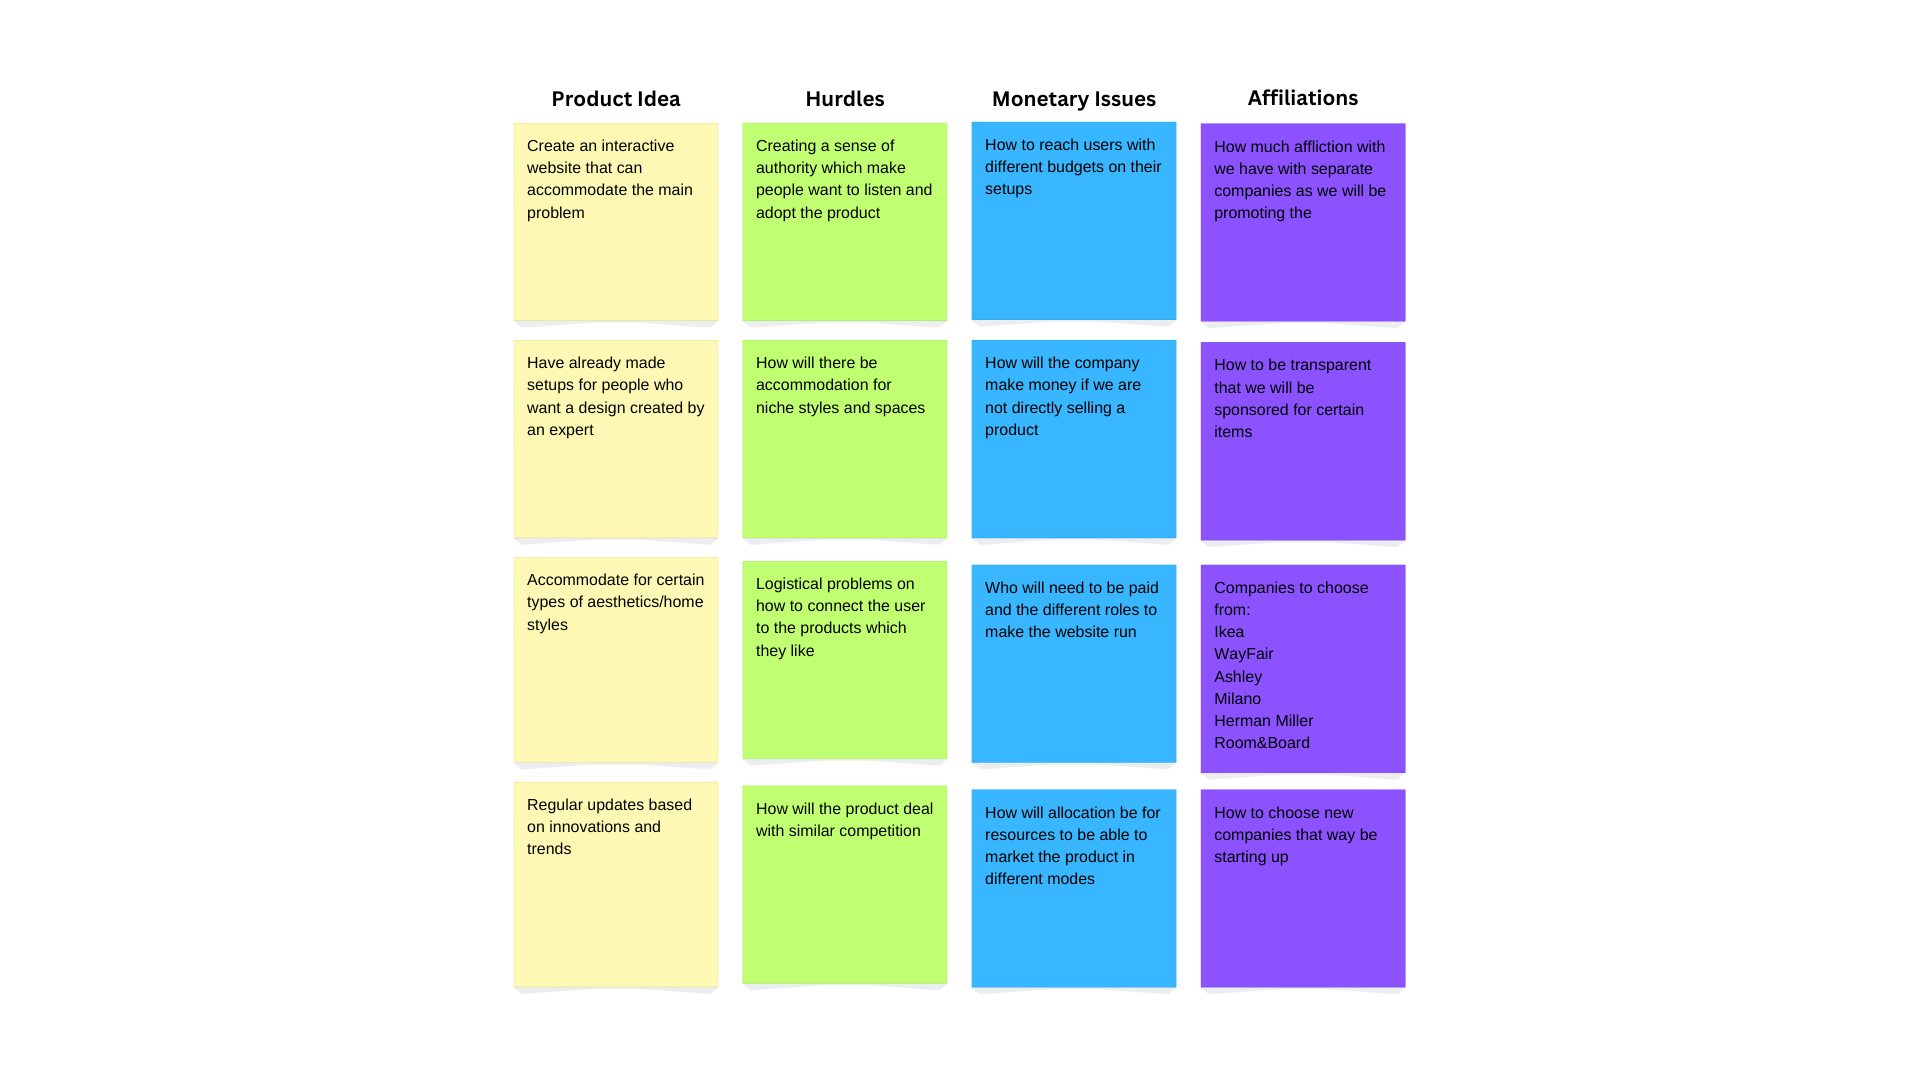 Product Idea
Hurdles
Monetary Issues
Affiliations
Create an interactive
website that can
accommodate the main
problem
Creating a sense of
authority which make
people want to listen and
adopt the product
How to reach users with
different budgets on their
setups
How much affliction with
we have with separate
companies as we will be
promoting the
Have already made
setups for people who
want a design created by
an expert
How will there be
accommodation for
niche styles and spaces
How will the company
make money if we are
not directly selling a
product
How to be transparent
that we will be
sponsored for certain
items
Accommodate for certain
types of aesthetics/home
styles
Logistical problems on
how to connect the user
to the products which
they like
Who will need to be paid
and the different roles to
make the website run
Companies to choose
from:
Ikea
WayFair
Ashley
Milano
Herman Miller
Room&Board
Regular updates based
on innovations and
trends
How will the product deal
with similar competition
How will allocation be for
resources to be able to
market the product in
different modes
How to choose new
companies that way be
starting up